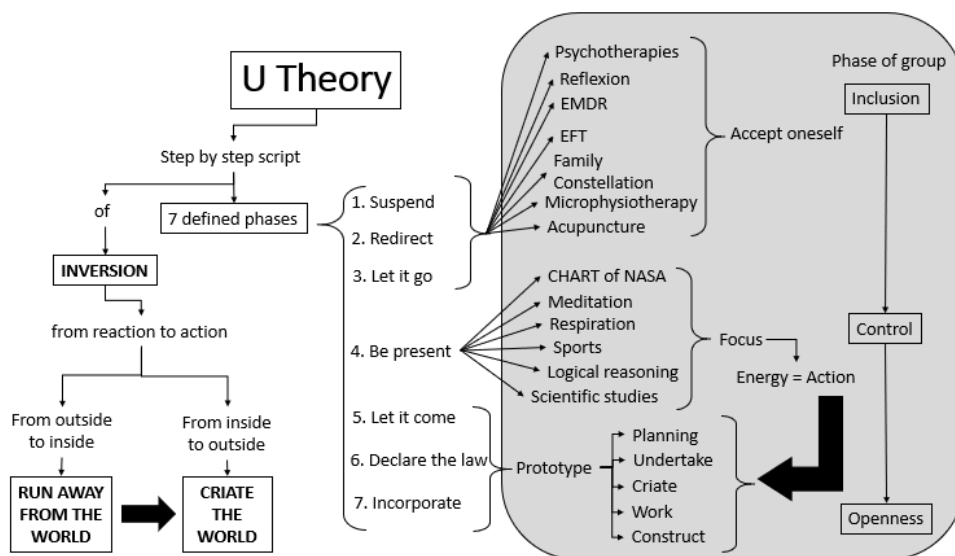 U Theory
Step by step script
of
7 defined phases
INVERSION
from reaction to action
From outside
to inside
From inside
to outside
RUN AWAY
FROM THE
WORLD
CRIATE
THE
WORLD
1. Suspend
2. Redirect
3. Let it go
4. Be present
5. Let it come
6. Declare the law
7. Incorporate
Psychotherapies
Reflexion
EMDR
EFT
Family
Constellation
Microphysiotherapy
Acupuncture
Accept oneself
CHART of NASA
Meditation
Respiration
Sports
Logical reasoning
Scientific studies
Focus
Energy = Action
Prototype
Planning
Undertake
Criate
Work
Construct
Phase of group
Inclusion
Control
Openness